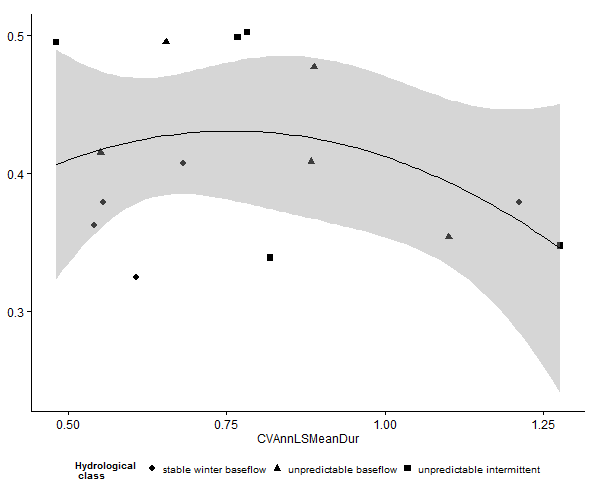 0.5
0.4
0.3
0.50 0.75 1.00 1.25
CVAnnLSMeanDur
Hydrological
class
stable winter baseflow unpredictable baseflow unpredictable intermittent